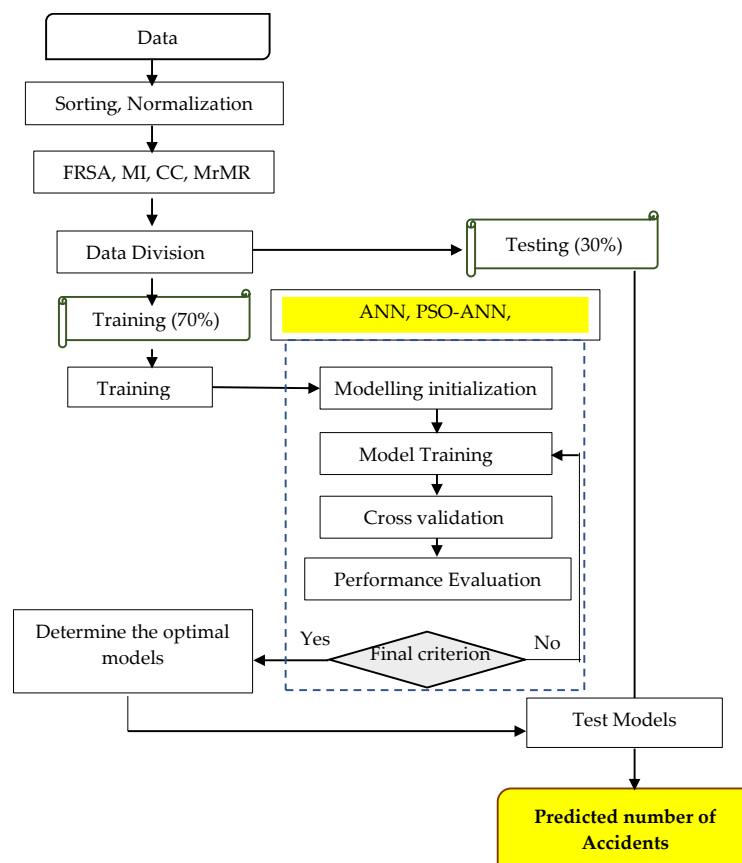 Data
Sorting, Normalization
FRSA, MI, CC, MrMR
Data Division
Testing (30%)
Training (70%)
ANN, PSO-ANN,
Training
Modelling initialization
Model Training
Cross validation
Performance Evaluation
Determine the optimal
models
Yes
Final criterion
No
Test Models
Predicted number of
Accidents